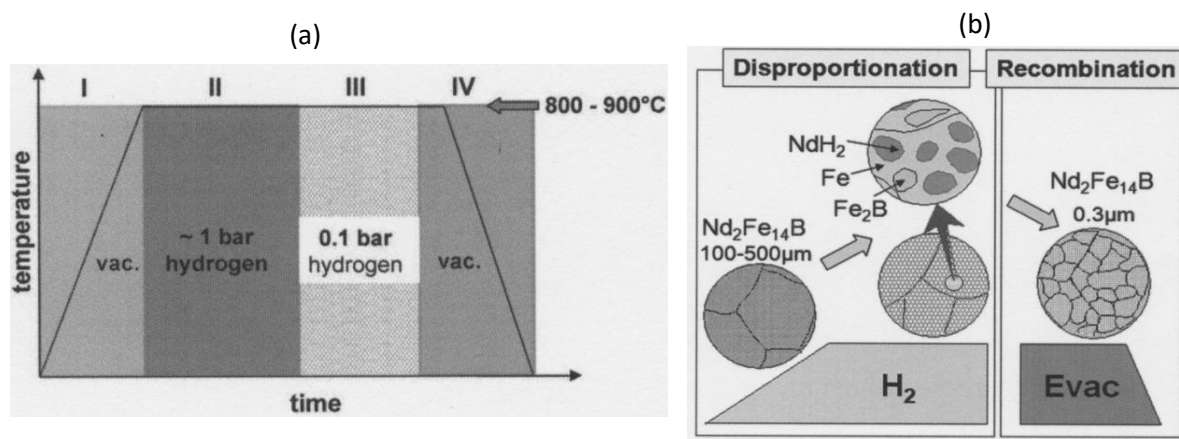 (a)
I II III IV
800 - 900°C
temperature
vac.
~ 1 bar
hydrogen
0.1 bar
hydrogen
vac.
time
(b)
Disproportionation
Recombination
NdH₂
Fe
Fe₂B
Nd₂Fe₁₄B
100-500µm
Nd₂Fe₁₄B
0.3µm
H₂
Evac